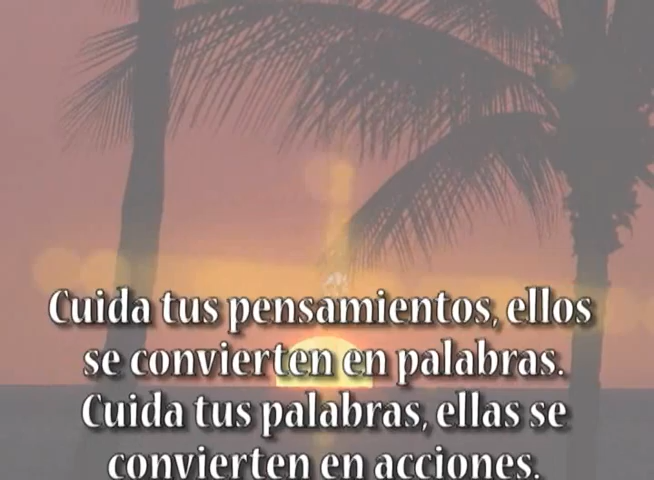 Cuida tus pensamientos, ellos
se convierten en palabras.
Cuida tus palabras, ellas se
convierten en acciones.